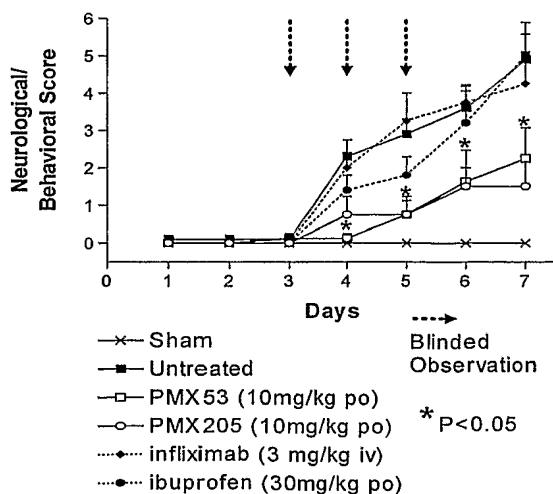 Neurological/
Behavioral Score
6
5
4
3
2
1
0
0 1 2 3 4 5 6 7
Days
Sham
Untreated
PMX53 (10mg/kg po)
PMX205 (10mg/kg po)
infliximab (3 mg/kg iv)
ibuprofen (30mg/kg po)
Blinded
Observation
* P<0.05